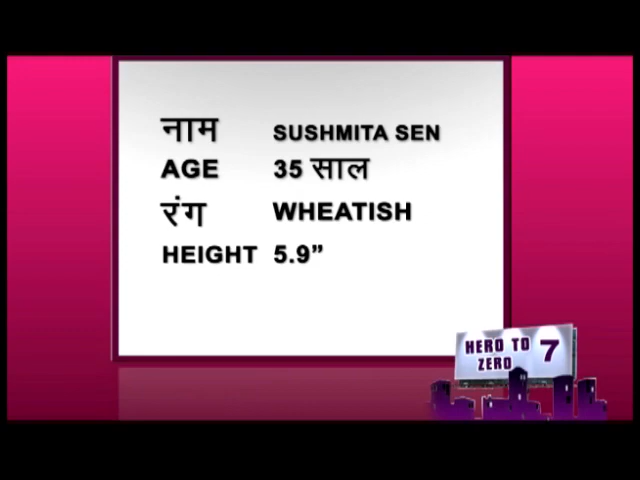 नाम SUSHMITA SEN
AGE 35 साल
रंग WHEATISH
HEIGHT 5.9”
HERO TO
ZERO 7